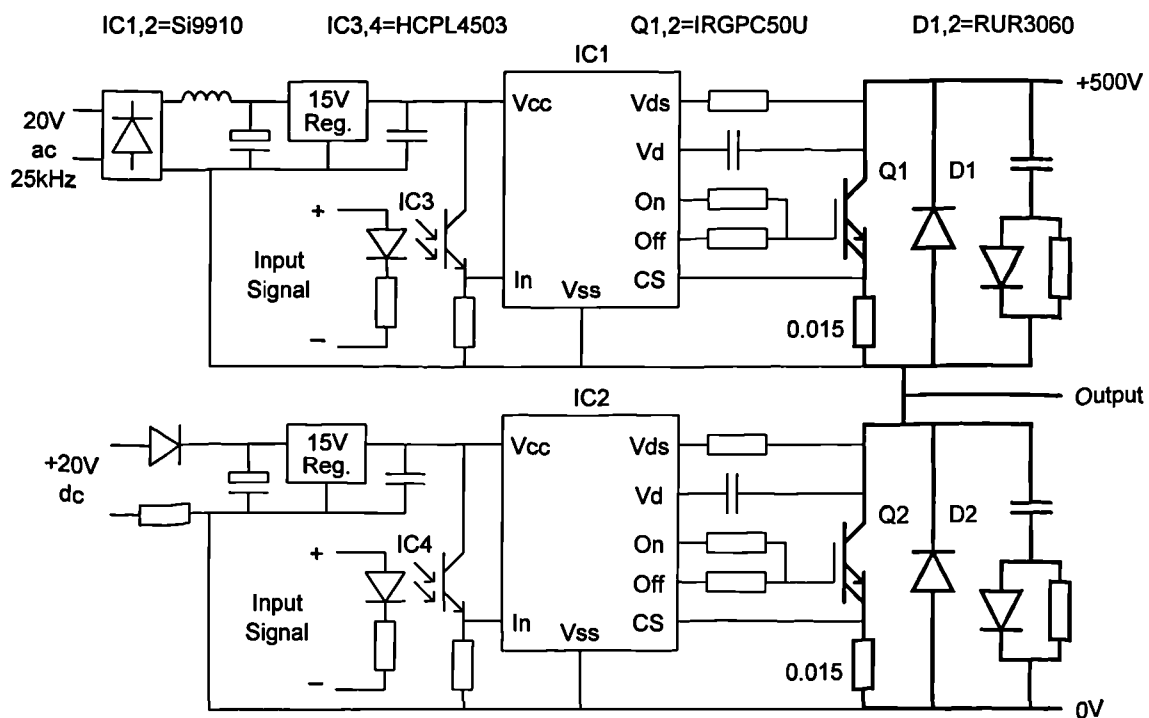 IC1,2=Si9910 IC3,4=HCPL4503 Q1,2=IRGPC50U D1,2=RUR3060
IC1
+500V
15V
Reg.
Vcc
Vds
20V
ac
25kHz
Vd
Q1
D1
On
IC3
+
Off
Input
Signal
In
Vss
CS
−
0.015
IC2
Output
15V
Reg.
Vcc
Vds
+20V
dc
Vd
Q2
D2
On
IC4
+
Off
Input
Signal
In
Vss
CS
−
0.015
0V